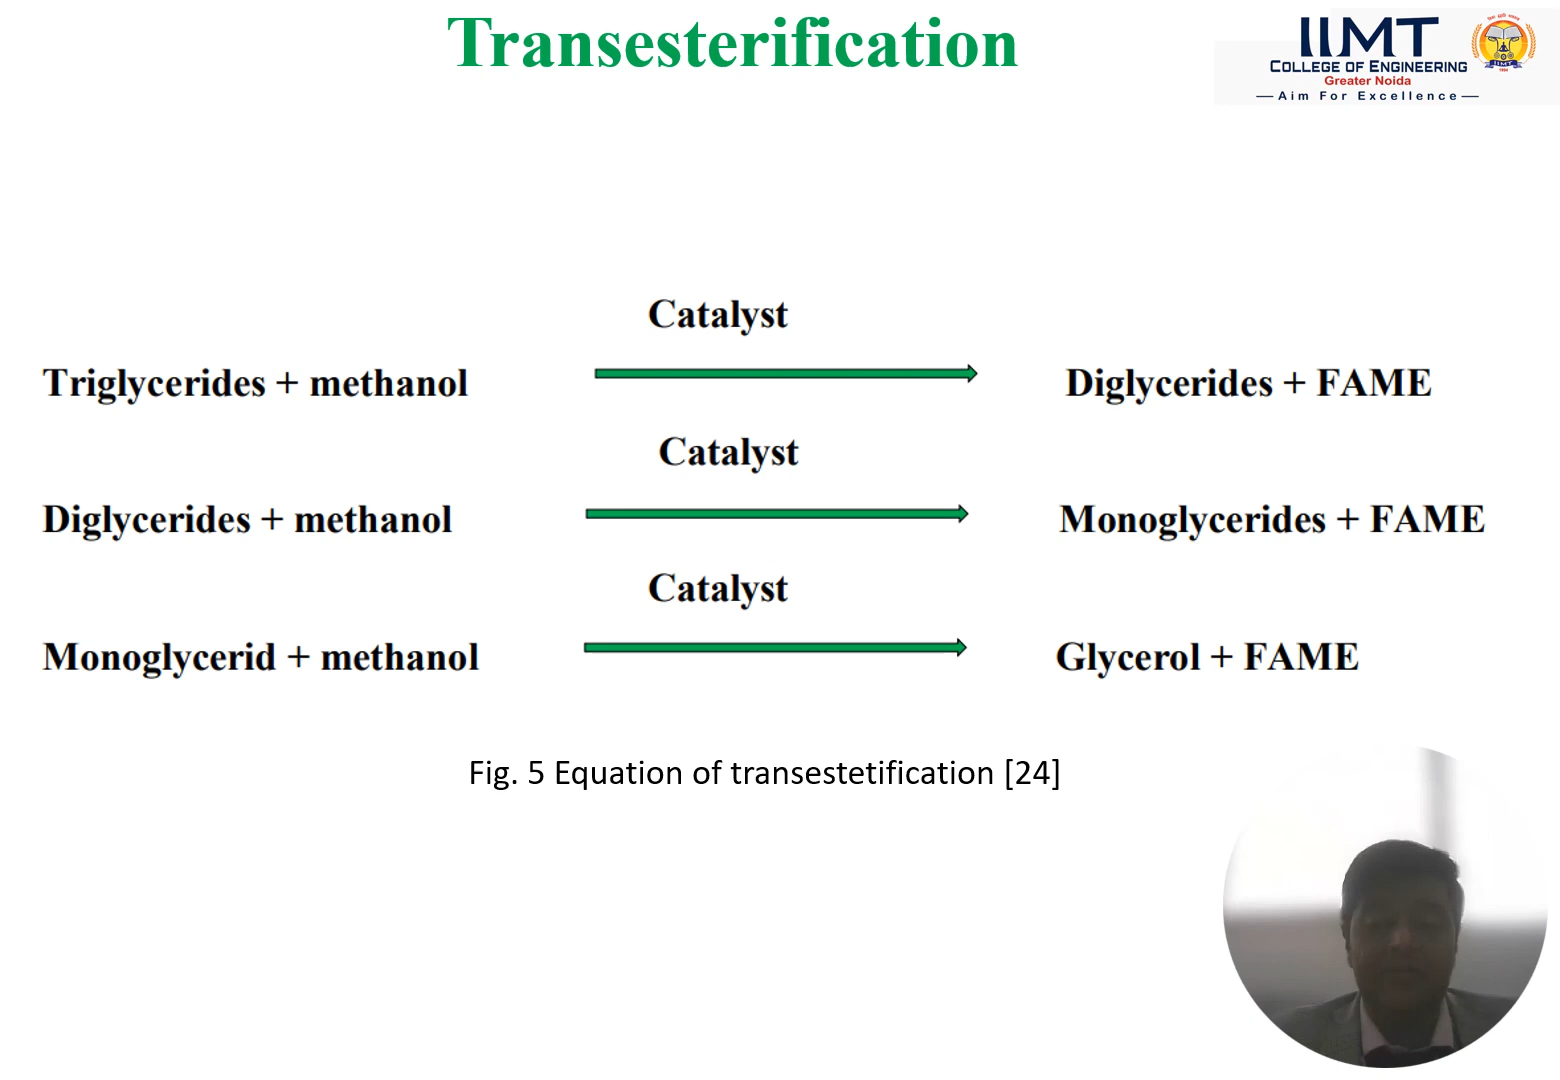 Transesterification
IIMT
COLLEGE OF ENGINEERING
Greater Noida
Aim For Excellence
Catalyst
Triglycerides + methanol
Diglycerides + FAME
Catalyst
Diglycerides + methanol
Monoglycerides + FAME
Catalyst
Monoglycerid + methanol
Glycerol + FAME
Fig. 5 Equation of transestetification [24]